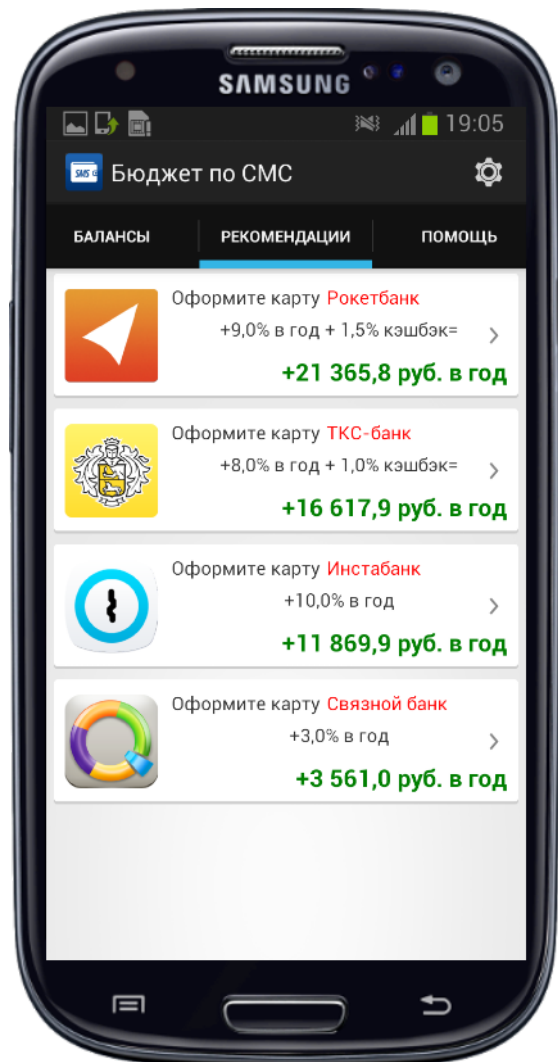 SAMSUNG
19:05
SMS
Бюджет по СМС
БАЛАНСЫ РЕКОМЕНДАЦИИ ПОМОЩЬ
Оформите карту Рокетбанк
+9,0% в год + 1,5% кэшбэк=
+21 365,8 руб. в год
Оформите карту ТКС-банк
+8,0% в год + 1,0% кэшбэк=
+16 617,9 руб. в год
Оформите карту Инстабанк
+10,0% в год
+11 869,9 руб. в год
Оформите карту Связной банк
+3,0% в год
+3 561,0 руб. в год